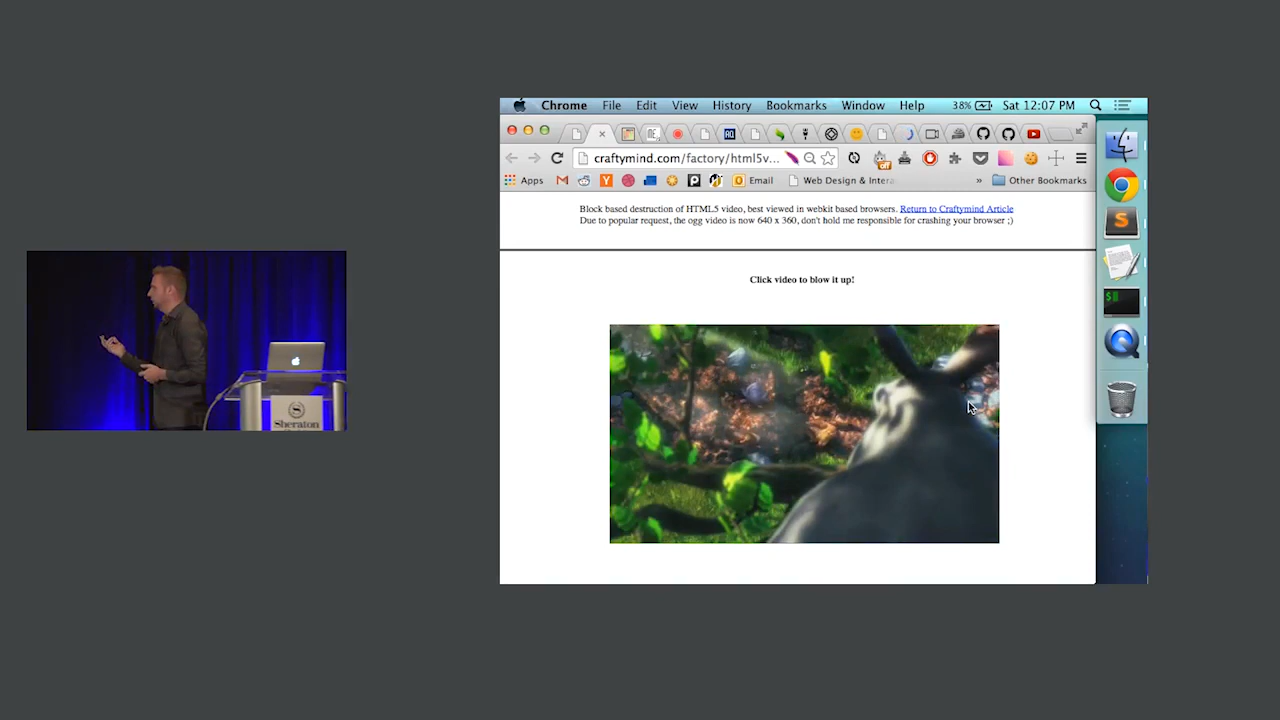 Chrome File Edit View History Bookmarks Window Help 38% Sat 12:07 PM
craftymind.com/factory/html5v...
off
Apps Email Web Design & Intera » Other Bookmarks
Block based destruction of HTML5 video, best viewed in webkit based browsers. Return to Craftymind Article
Due to popular request, the ogg video is now 640 x 360, don't hold me responsible for crashing your browser ;)
Click video to blow it up!
Sheraton